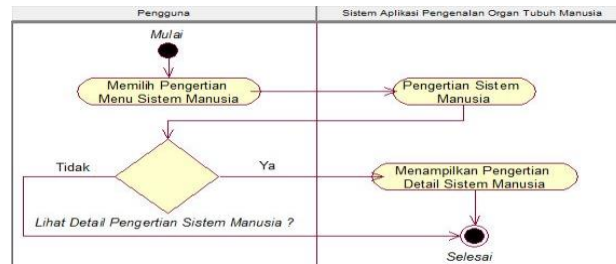 Pengguna
Sistem Aplikasi Pengenalan Organ Tubuh Manusia
Mulai
Memilih Pengertian
Menu Sistem Manusia
Pengertian Sistem
Manusia
Tidak
Ya
Menampilkan Pengertian
Detail Sistem Manusia
Lihat Detail Pengertian Sistem Manusia ?
Selesai